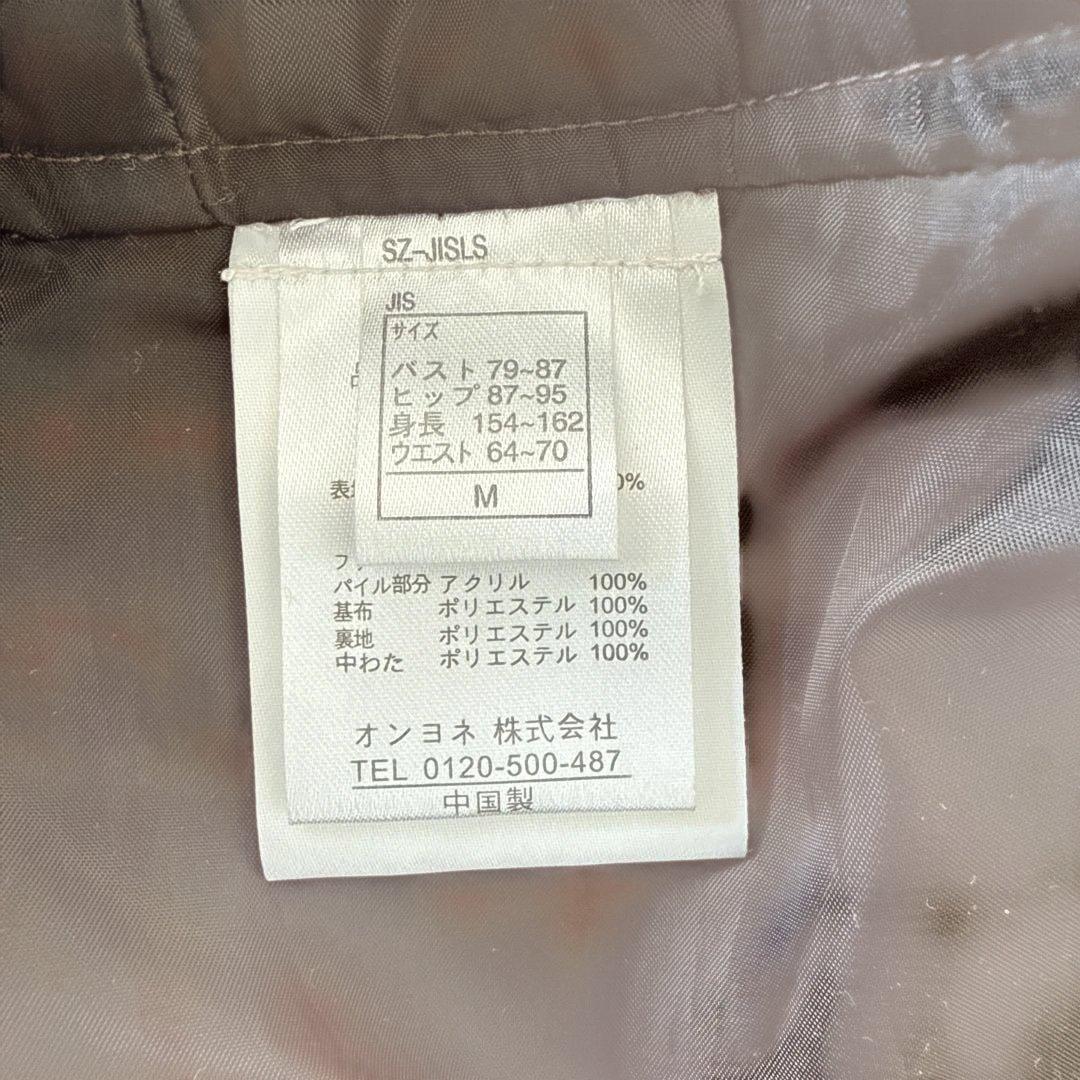 SZ-JISLS
JIS
サイズ
バスト 79~87
ヒップ 87~95
身長 154~162
ウエスト 64~70
M
表
0%
フ
パイル部分 アクリル 100%
基布 ポリエステル 100%
裏地 ポリエステル 100%
中わた ポリエステル 100%
オンヨネ 株式会社
TEL 0120-500-487
中国製